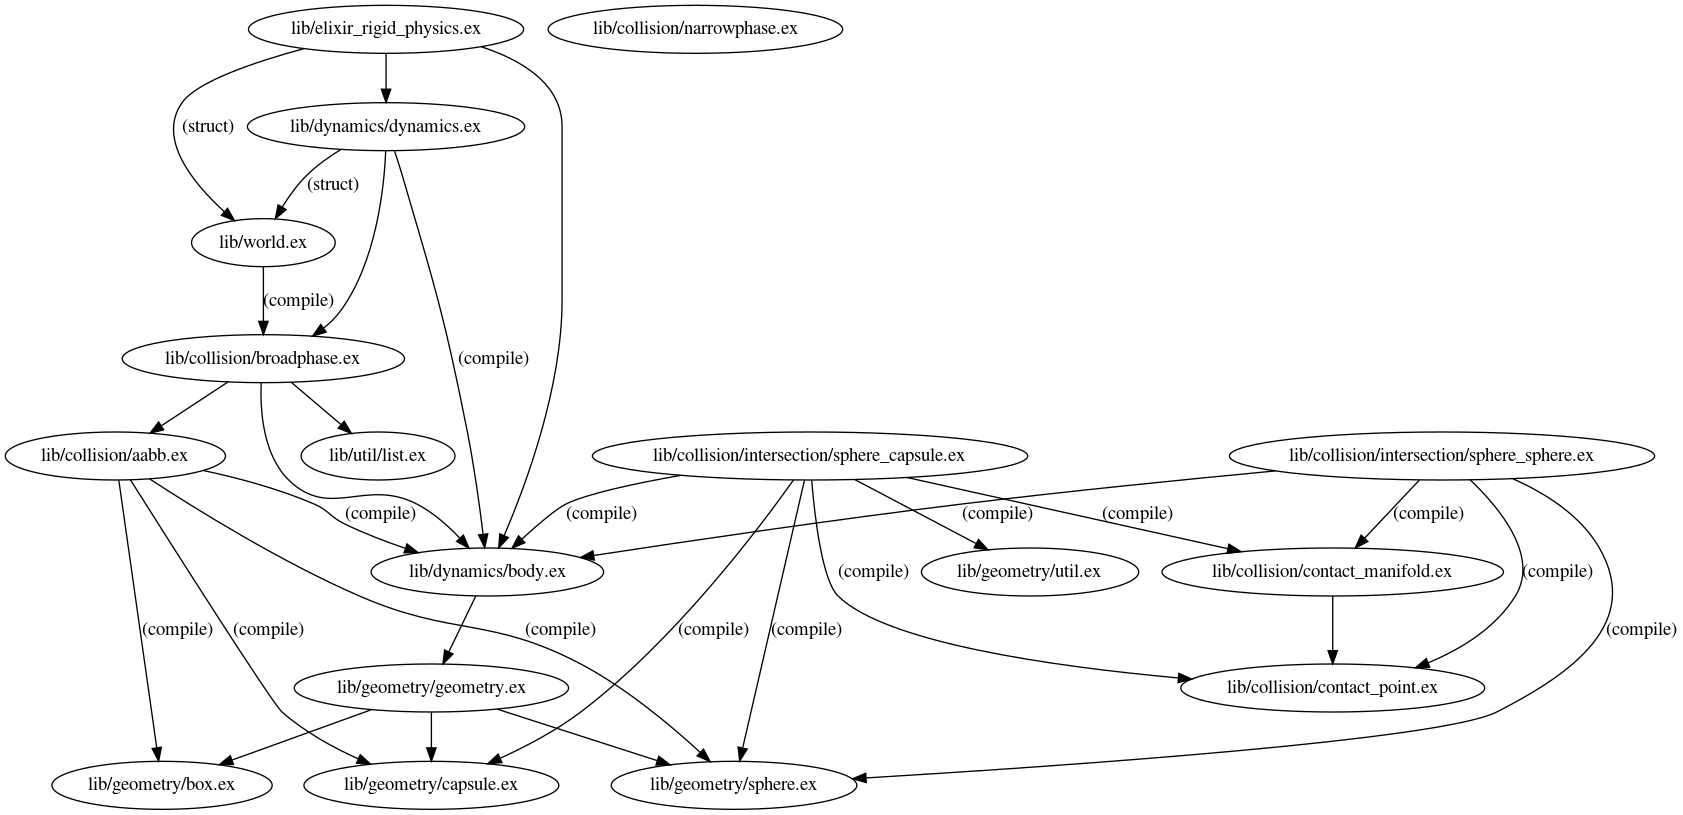 lib/elixir_rigid_physics.ex
lib/collision/narrowphase.ex
(struct)
lib/dynamics/dynamics.ex
(struct)
lib/world.ex
(compile)
lib/collision/broadphase.ex
(compile)
lib/collision/aabb.ex
lib/util/list.ex
lib/collision/intersection/sphere_capsule.ex
lib/collision/intersection/sphere_sphere.ex
(compile)
(compile)
(compile)
(compile)
(compile)
lib/dynamics/body.ex
(compile)
lib/geometry/util.ex
lib/collision/contact_manifold.ex
(compile)
(compile)
(compile)
(compile)
(compile)
(compile)
(compile)
lib/geometry/geometry.ex
lib/collision/contact_point.ex
lib/geometry/box.ex
lib/geometry/capsule.ex
lib/geometry/sphere.ex